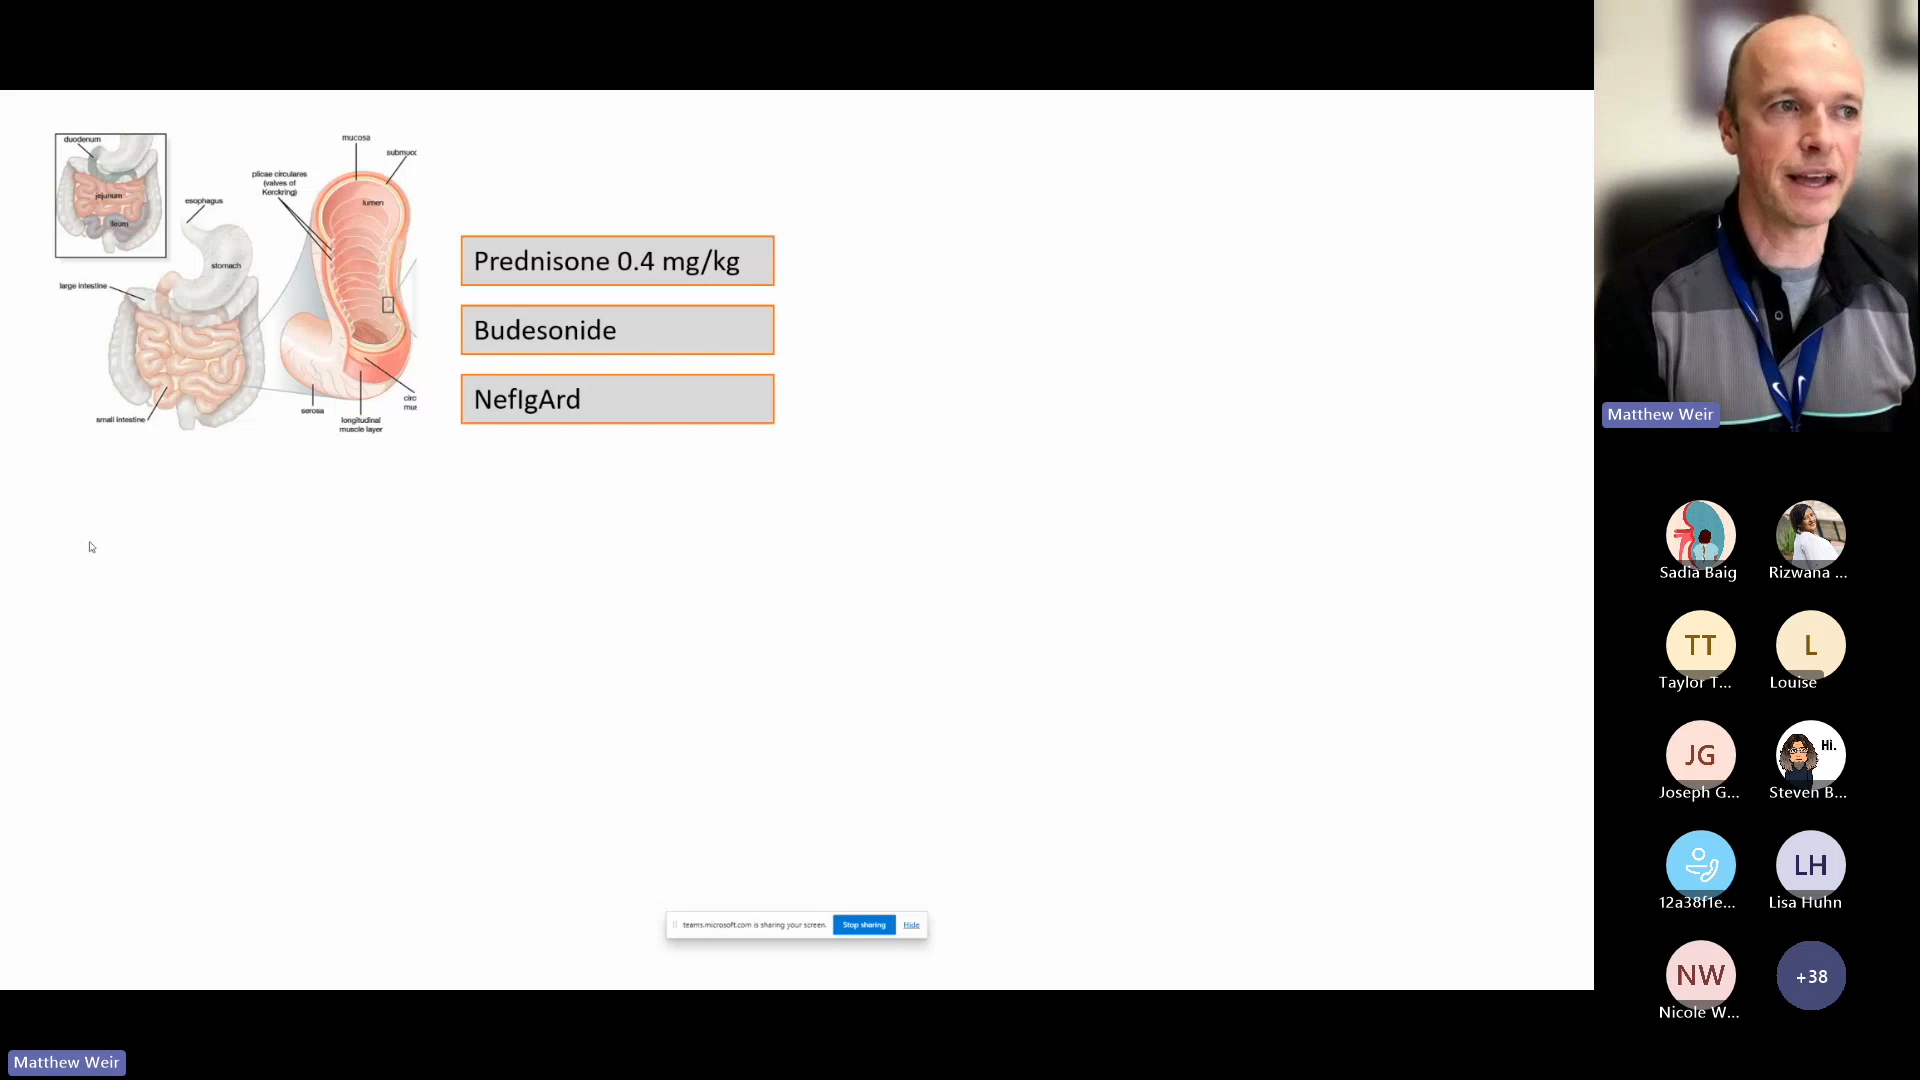 duodenum
jejunum
ileum
esophagus
stomach
large intestine
small intestine
mucosa
submuc
plicae circulares
(valves of
Kerckring)
lumen
serosa
longitudinal
muscle layer
circ
mus
Prednisone 0.4 mg/kg
Budesonide
NefIgArd
teams.microsoft.com is sharing your screen.
Stop sharing
Hide
Matthew Weir
Sadia Baig
Rizwana ...
TT
Taylor T...
L
Louise
JG
Joseph G...
Hi.
Steven B...
12a38f1e...
LH
Lisa Huhn
NW
Nicole W...
+38
Matthew Weir